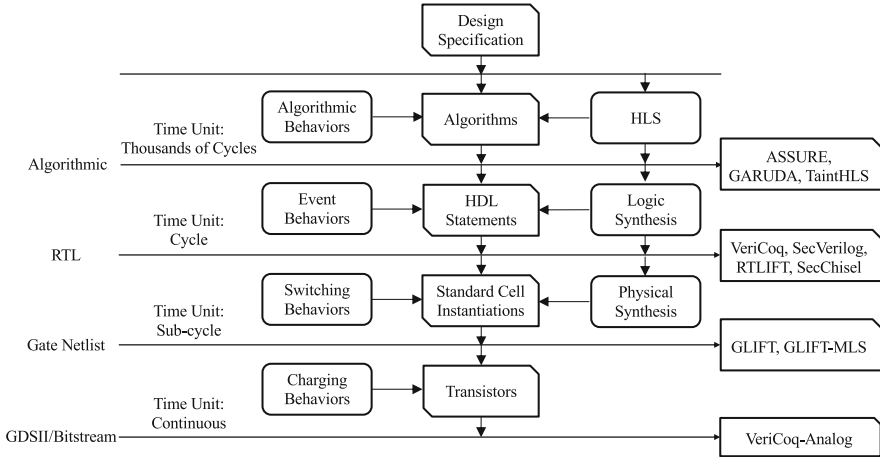 Design
Specification
Algorithmic
Behaviors
Algorithms
HLS
Time Unit:
Thousands of Cycles
Algorithmic
ASSURE,
GARUDA, TaintHLS
Event
Behaviors
HDL
Statements
Logic
Synthesis
Time Unit:
Cycle
RTL
VeriCoq, SecVerilog,
RTLIFT, SecChisel
Switching
Behaviors
Standard Cell
Instantiations
Physical
Synthesis
Time Unit:
Sub-cycle
Gate Netlist
GLIFT, GLIFT-MLS
Charging
Behaviors
Transistors
Time Unit:
Continuous
GDSII/Bitstream
VeriCoq-Analog